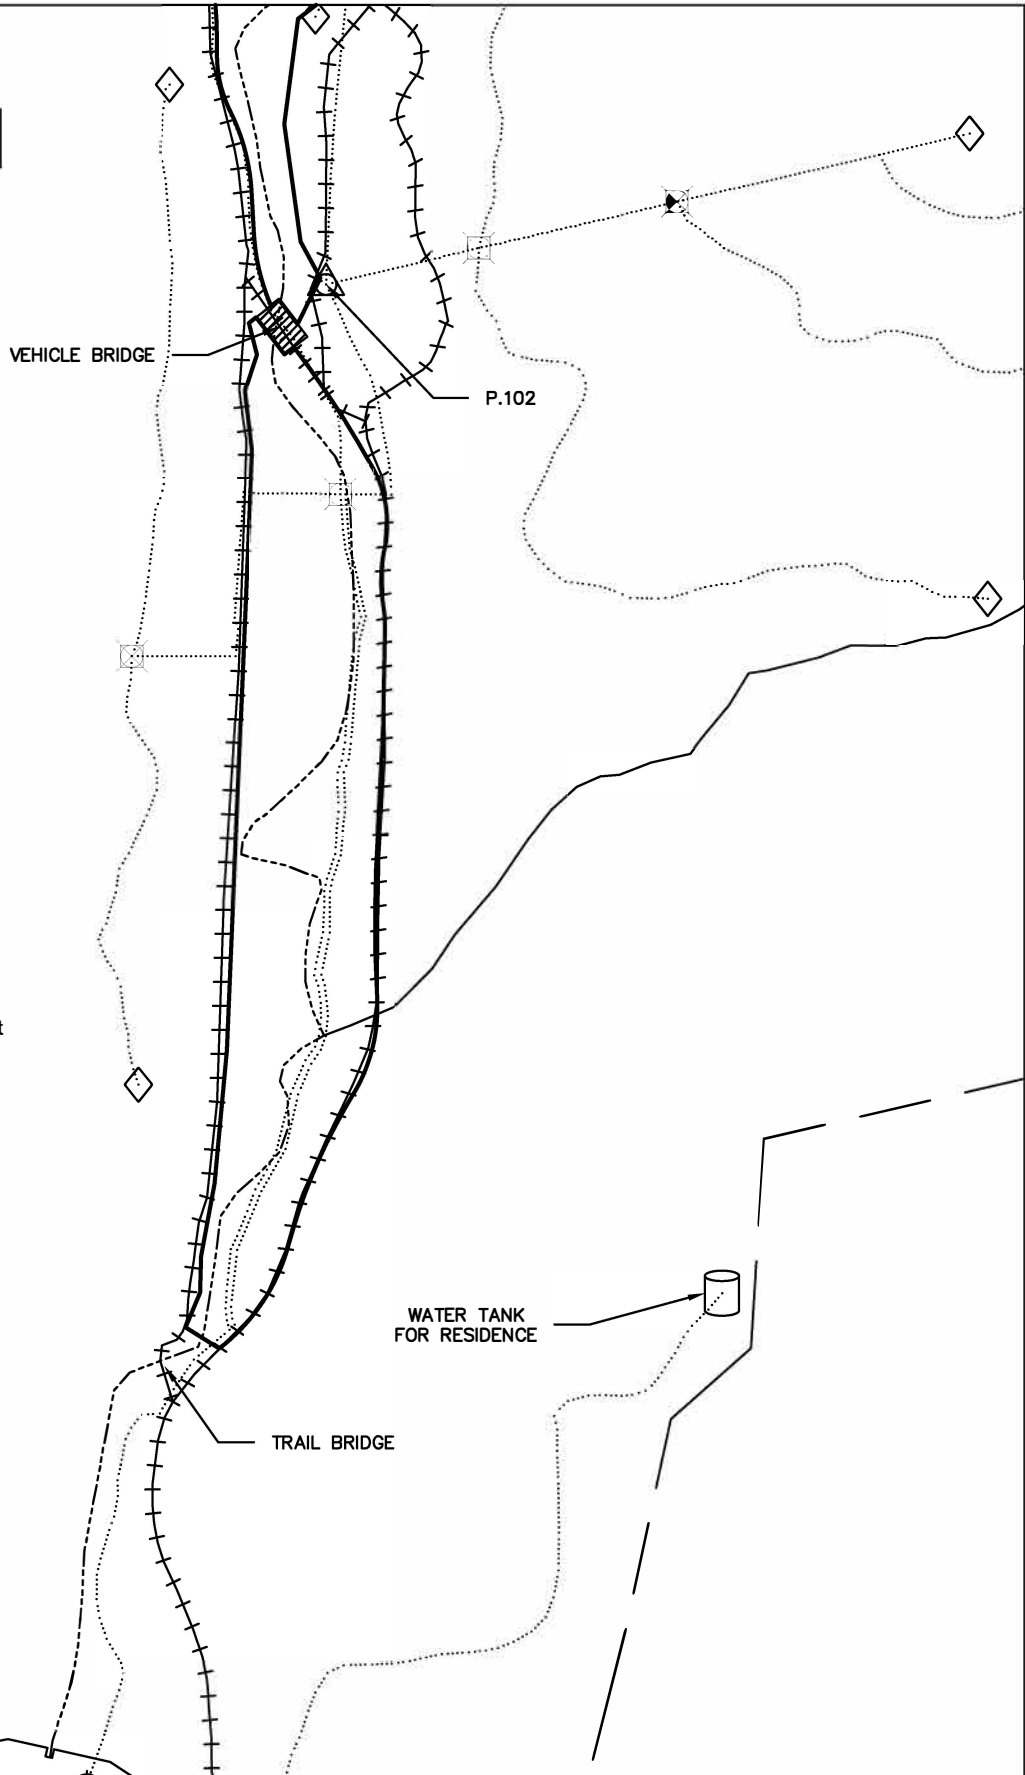 VEHICLE BRIDGE
P.102
t
WATER TANK
FOR RESIDENCE
TRAIL BRIDGE